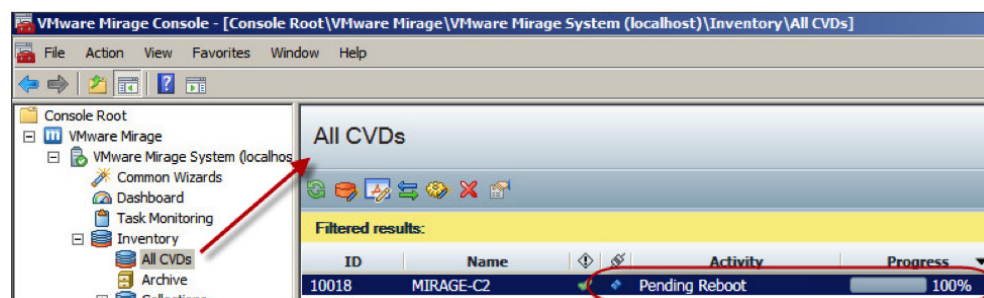 VMware Mirage Console - [Console Root\VMware Mirage\VMware Mirage System (localhost)\Inventory\All CVDs]
File Action View Favorites Window Help
Console Root
VMware Mirage
VMware Mirage System (localhos
Common Wizards
Dashboard
Task Monitoring
Inventory
All CVDs
Archive
All CVDs
Filtered results:
ID Name Activity Progress
10018 MIRAGE-C2 Pending Reboot 100%